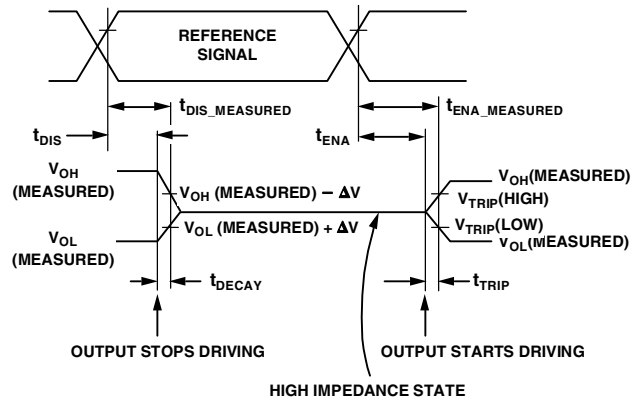 REFERENCE
SIGNAL
tDIS_MEASURED
tENA_MEASURED
tDIS
tENA
VOH
(MEASURED)
VOH (MEASURED) – ΔV
VOH(MEASURED)
VTRIP(HIGH)
VOL
(MEASURED)
VOL (MEASURED) + ΔV
VTRIP(LOW)
VOL(MEASURED)
tDECAY
tTRIP
OUTPUT STOPS DRIVING
OUTPUT STARTS DRIVING
HIGH IMPEDANCE STATE